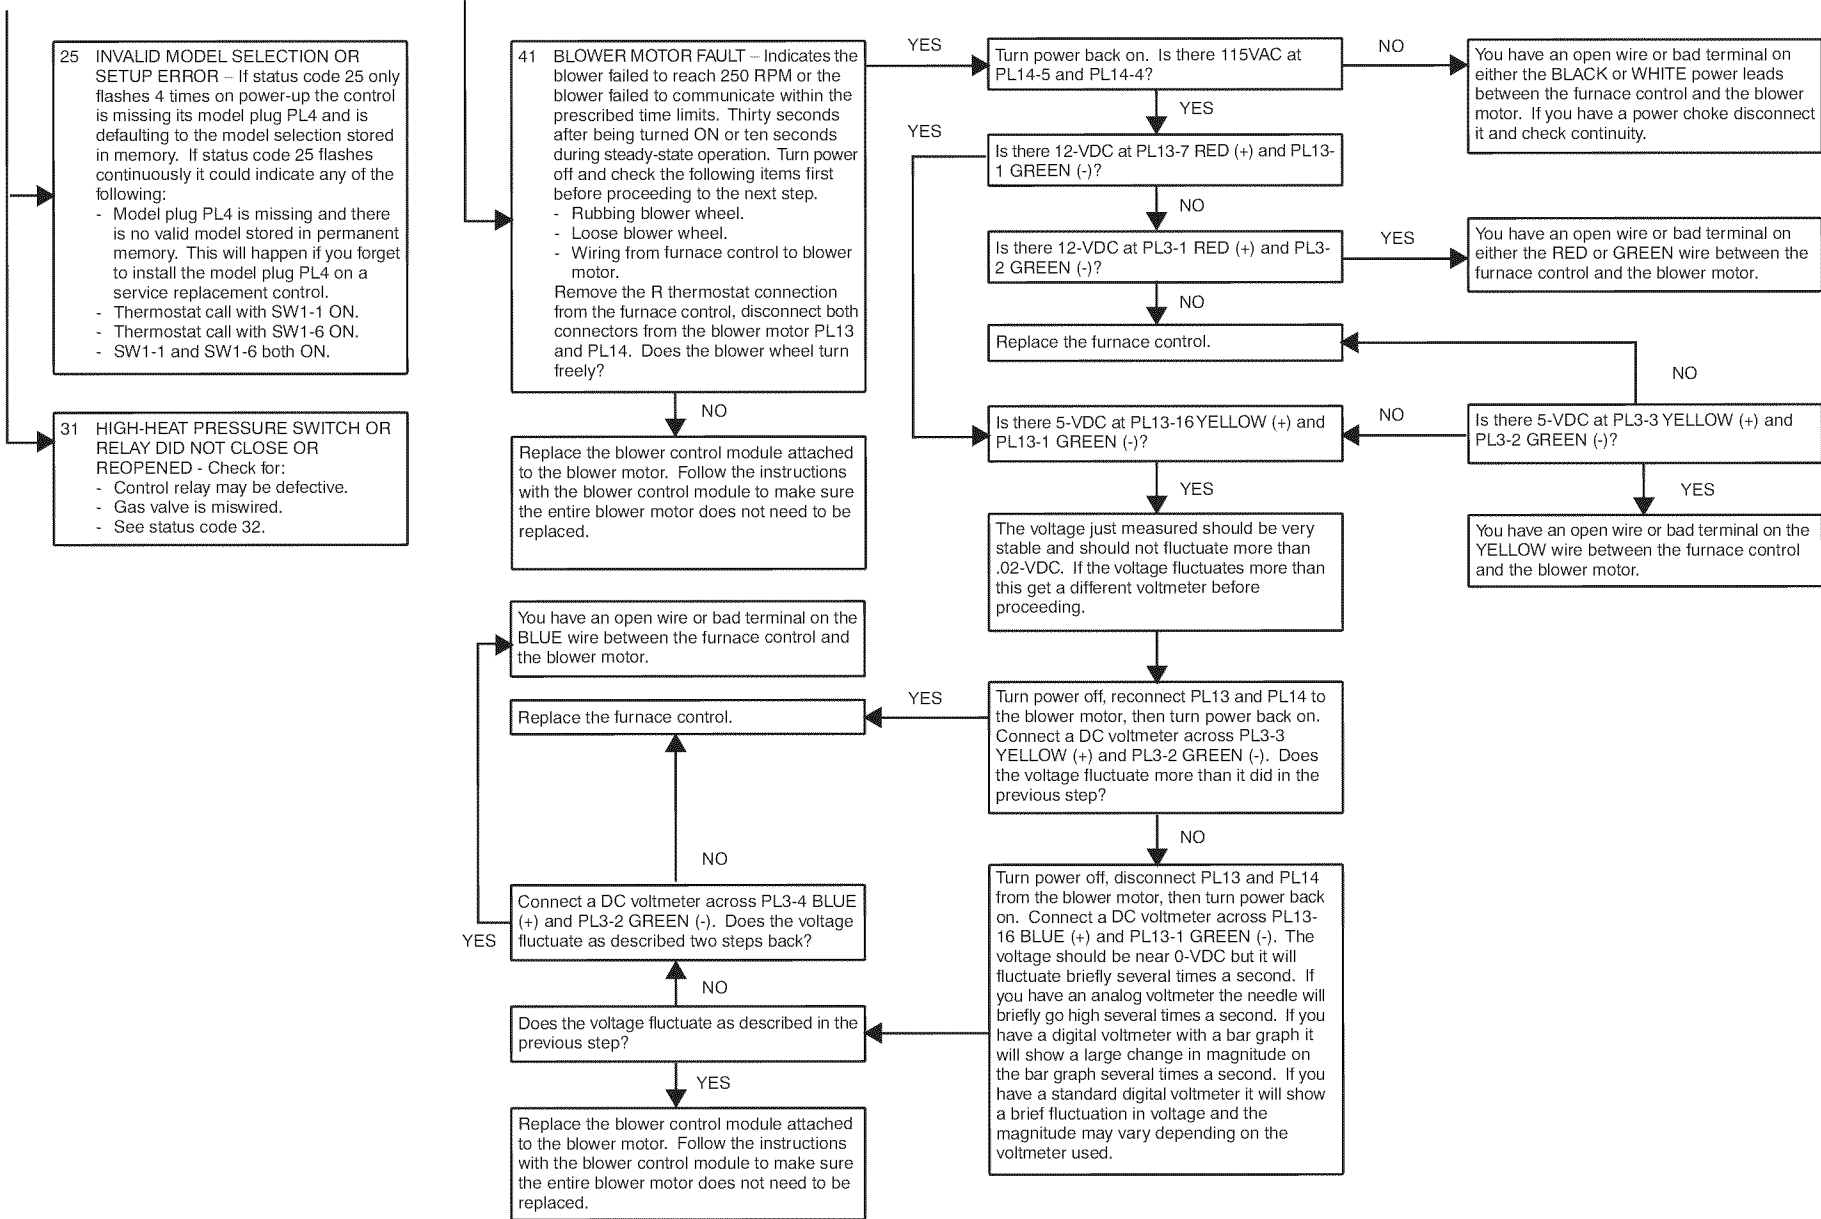 25 INVALID MODEL SELECTION OR
SETUP ERROR – If status code 25 only
flashes 4 times on power-up the control
is missing its model plug PL4 and is
defaulting to the model selection stored
in memory. If status code 25 flashes
continuously it could indicate any of the
following:
- Model plug PL4 is missing and there
is no valid model stored in permanent
memory. This will happen if you forget
to install the model plug PL4 on a
service replacement control.
- Thermostat call with SW1-1 ON.
- Thermostat call with SW1-6 ON.
- SW1-1 and SW1-6 both ON.
31 HIGH-HEAT PRESSURE SWITCH OR
RELAY DID NOT CLOSE OR
REOPENED - Check for:
- Control relay may be defective.
- Gas valve is miswired.
- See status code 32.
41 BLOWER MOTOR FAULT – Indicates the
blower failed to reach 250 RPM or the
blower failed to communicate within the
prescribed time limits. Thirty seconds
after being turned ON or ten seconds
during steady-state operation. Turn power
off and check the following items first
before proceeding to the next step.
- Rubbing blower wheel.
- Loose blower wheel.
- Wiring from furnace control to blower
motor.
Remove the R thermostat connection
from the furnace control, disconnect both
connectors from the blower motor PL13
and PL14. Does the blower wheel turn
freely?
NO
Replace the blower control module attached
to the blower motor. Follow the instructions
with the blower control module to make sure
the entire blower motor does not need to be
replaced.
YES
Turn power back on. Is there 115VAC at
PL14-5 and PL14-4?
NO
You have an open wire or bad terminal on
either the BLACK or WHITE power leads
between the furnace control and the blower
motor. If you have a power choke disconnect
it and check continuity.
YES
YES
Is there 12-VDC at PL13-7 RED (+) and PL13-
1 GREEN (-)?
NO
Is there 12-VDC at PL3-1 RED (+) and PL3-
2 GREEN (-)?
YES
You have an open wire or bad terminal on
either the RED or GREEN wire between the
furnace control and the blower motor.
NO
Replace the furnace control.
NO
Is there 5-VDC at PL13-16 YELLOW (+) and
PL13-1 GREEN (-)?
NO
Is there 5-VDC at PL3-3 YELLOW (+) and
PL3-2 GREEN (-)?
YES
YES
You have an open wire or bad terminal on the
YELLOW wire between the furnace control
and the blower motor.
The voltage just measured should be very
stable and should not fluctuate more than
.02-VDC. If the voltage fluctuates more than
this get a different voltmeter before
proceeding.
Turn power off, reconnect PL13 and PL14 to
the blower motor, then turn power back on.
Connect a DC voltmeter across PL3-3
YELLOW (+) and PL3-2 GREEN (-). Does
the voltage fluctuate more than it did in the
previous step?
YES
Replace the furnace control.
NO
Turn power off, disconnect PL13 and PL14
from the blower motor, then turn power back
on. Connect a DC voltmeter across PL13-
16 BLUE (+) and PL13-1 GREEN (-). The
voltage should be near 0-VDC but it will
fluctuate briefly several times a second. If
you have an analog voltmeter the needle will
briefly go high several times a second. If you
have a digital voltmeter with a bar graph it
will show a large change in magnitude on
the bar graph several times a second. If you
have a standard digital voltmeter it will show
a brief fluctuation in voltage and the
magnitude may vary depending on the
voltmeter used.
You have an open wire or bad terminal on the
BLUE wire between the furnace control and
the blower motor.
NO
Connect a DC voltmeter across PL3-4 BLUE
(+) and PL3-2 GREEN (-). Does the voltage
fluctuate as described two steps back?
YES
NO
Does the voltage fluctuate as described in the
previous step?
YES
Replace the blower control module attached
to the blower motor. Follow the instructions
with the blower control module to make sure
the entire blower motor does not need to be
replaced.